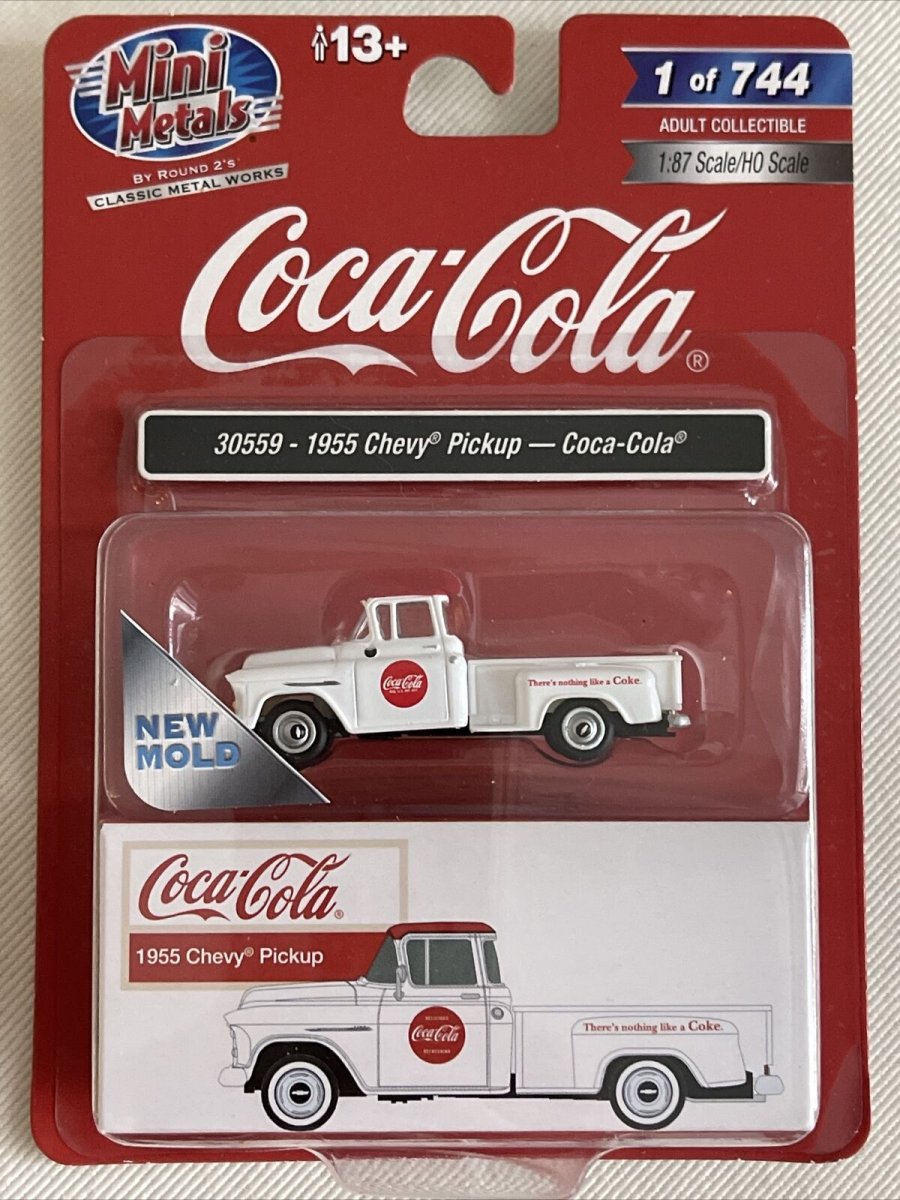 Mini
Metals®
BY ROUND 2'S
CLASSIC METAL WORKS
13+
1 of 744
ADULT COLLECTIBLE
1:87 Scale/HO Scale
Coca-Cola®
30559 - 1955 Chevy® Pickup — Coca-Cola®
Coca-Cola
There's nothing like a Coke.
NEW
MOLD
Coca-Cola®
1955 Chevy® Pickup
DELICIOUS
Coca-Cola
REFRESHING
There's nothing like a Coke.